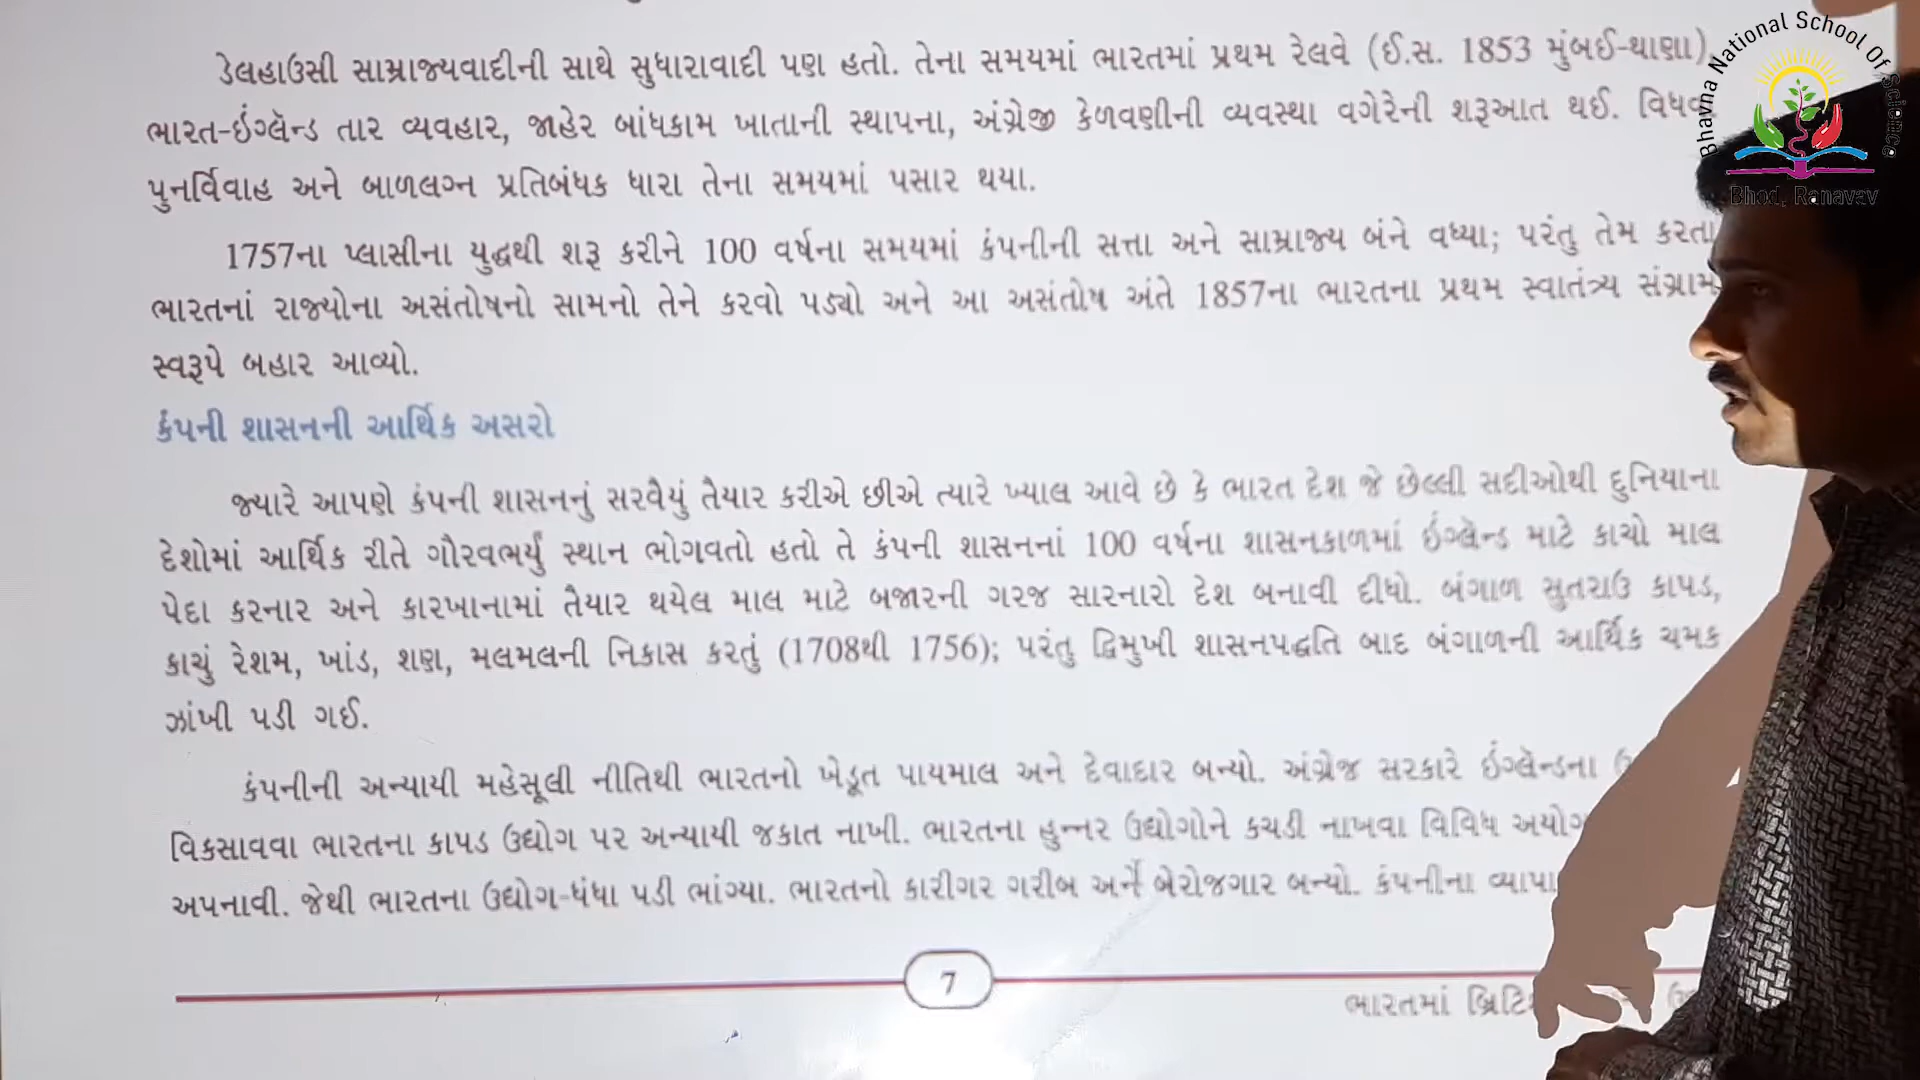 Bhavna National School Of Science
Bhod, Ranavav
ડેલહાઉસી સામ્રાજ્યવાદીની સાથે સુધારાવાદી પણ હતો. તેના સમયમાં ભારતમાં પ્રથમ રેલવે (ઈ.સ. 1853 મુંબઈ-થાણા)
ભારત-ઇંગ્લૅન્ડ તાર વ્યવહાર, જાહેર બાંધકામ ખાતાની સ્થાપના, અંગ્રેજી કેળવણીની વ્યવસ્થા વગેરેની શરૂઆત થઈ.
પુનર્વિવાહ અને બાળલગ્ન પ્રતિબંધક ધારા તેના સમયમાં પસાર થયા.
1757ના પ્લાસીના યુદ્ધથી શરૂ કરીને 100 વર્ષના સમયમાં કંપનીની સત્તા અને સામ્રાજ્ય બંને વધ્યા; પરંતુ તેમ કરતા
ભારતનાં રાજ્યોના અસંતોષનો સામનો તેને કરવો પડ્યો અને આ અસંતોષ અંતે 1857ના ભારતના પ્રથમ સ્વાતંત્ર્ય સંગ્રામ
સ્વરૂપે બહાર આવ્યો.
કંપની શાસનની આર્થિક અસરો
જ્યારે આપણે કંપની શાસનનું સરવૈયું તૈયાર કરીએ છીએ ત્યારે ખ્યાલ આવે છે કે ભારત દેશ જે છેલ્લી સદીઓથી દુનિયાના
દેશોમાં આર્થિક રીતે ગૌરવભર્યું સ્થાન ભોગવતો હતો તે કંપની શાસનનાં 100 વર્ષના શાસનકાળમાં ઇંગ્લૅન્ડ માટે કાચો માલ
પેદા કરનાર અને કારખાનામાં તૈયાર થયેલ માલ માટે બજારની ગરજ સારનારો દેશ બનાવી દીધો. બંગાળ સુતરાઉ કાપડ,
કાચું રેશમ, ખાંડ, શણ, મલમલની નિકાસ કરતું (1708થી 1756); પરંતુ દ્વિમુખી શાસનપદ્ધતિ બાદ બંગાળની આર્થિક ચમક
ઝાંખી પડી ગઈ.
કંપનીની અન્યાયી મહેસૂલી નીતિથી ભારતનો ખેડૂત પાયમાલ અને દેવાદાર બન્યો. અંગ્રેજ સરકારે ઇંગ્લૅન્ડના
વિકસાવવા ભારતના કાપડ ઉદ્યોગ પર અન્યાયી જકાત નાખી. ભારતના હુન્નર ઉદ્યોગોને કચડી નાખવા વિવિધ
અપનાવી. જેથી ભારતના ઉદ્યોગ-ધંધા પડી ભાંગ્યા. ભારતનો કારીગર ગરીબ અને બેરોજગાર બન્યો. કંપનીના
7
ભારતમાં